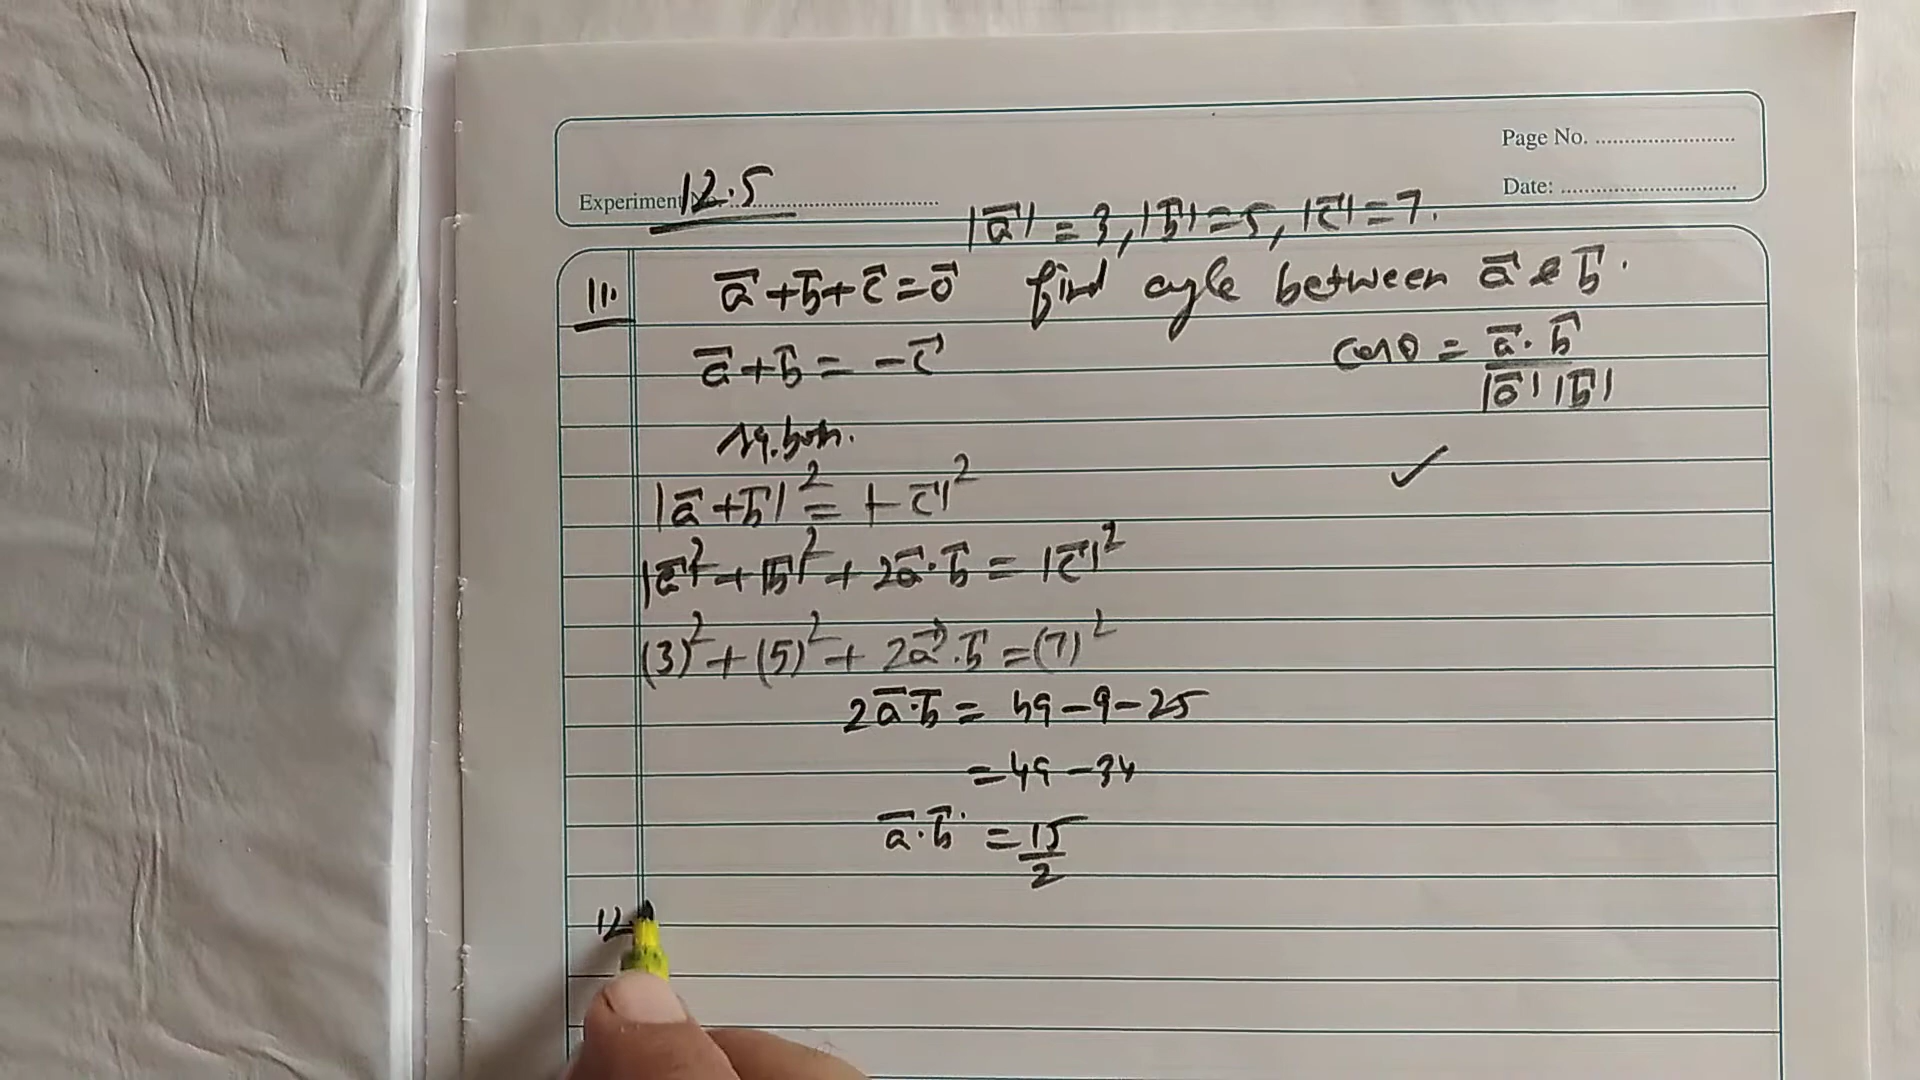 Page No. ........................
Experiment No. ........................ 12.5
Date: ..............................
|a⃗| = 3, |b⃗| = 5, |c⃗| = 7.
11. a⃗ + b⃗ + c⃗ = 0⃗ find angle between a⃗ & b⃗.
a⃗ + b⃗ = -c⃗
cosθ = a⃗ . b⃗ / |a⃗| |b⃗|
sq. both.
|a⃗ + b⃗|² = |-c⃗|²
|a⃗|² + |b⃗|² + 2a⃗ . b⃗ = |c⃗|²
(3)² + (5)² + 2a⃗ . b⃗ = (7)²
2a⃗ . b⃗ = 49 - 9 - 25
= 49 - 34
a⃗ . b⃗ = 15/2
12.